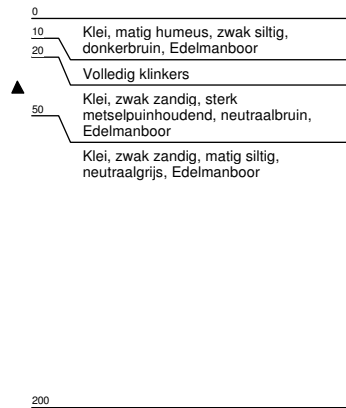 0
10
Klei, matig humeus, zwak siltig,
donkerbruin, Edelmanboor
20
Volledig klinkers
Klei, zwak zandig, sterk
metselpuinhoudend, neutraalbruin,
Edelmanboor
50
Klei, zwak zandig, matig siltig,
neutraalgrijs, Edelmanboor
200